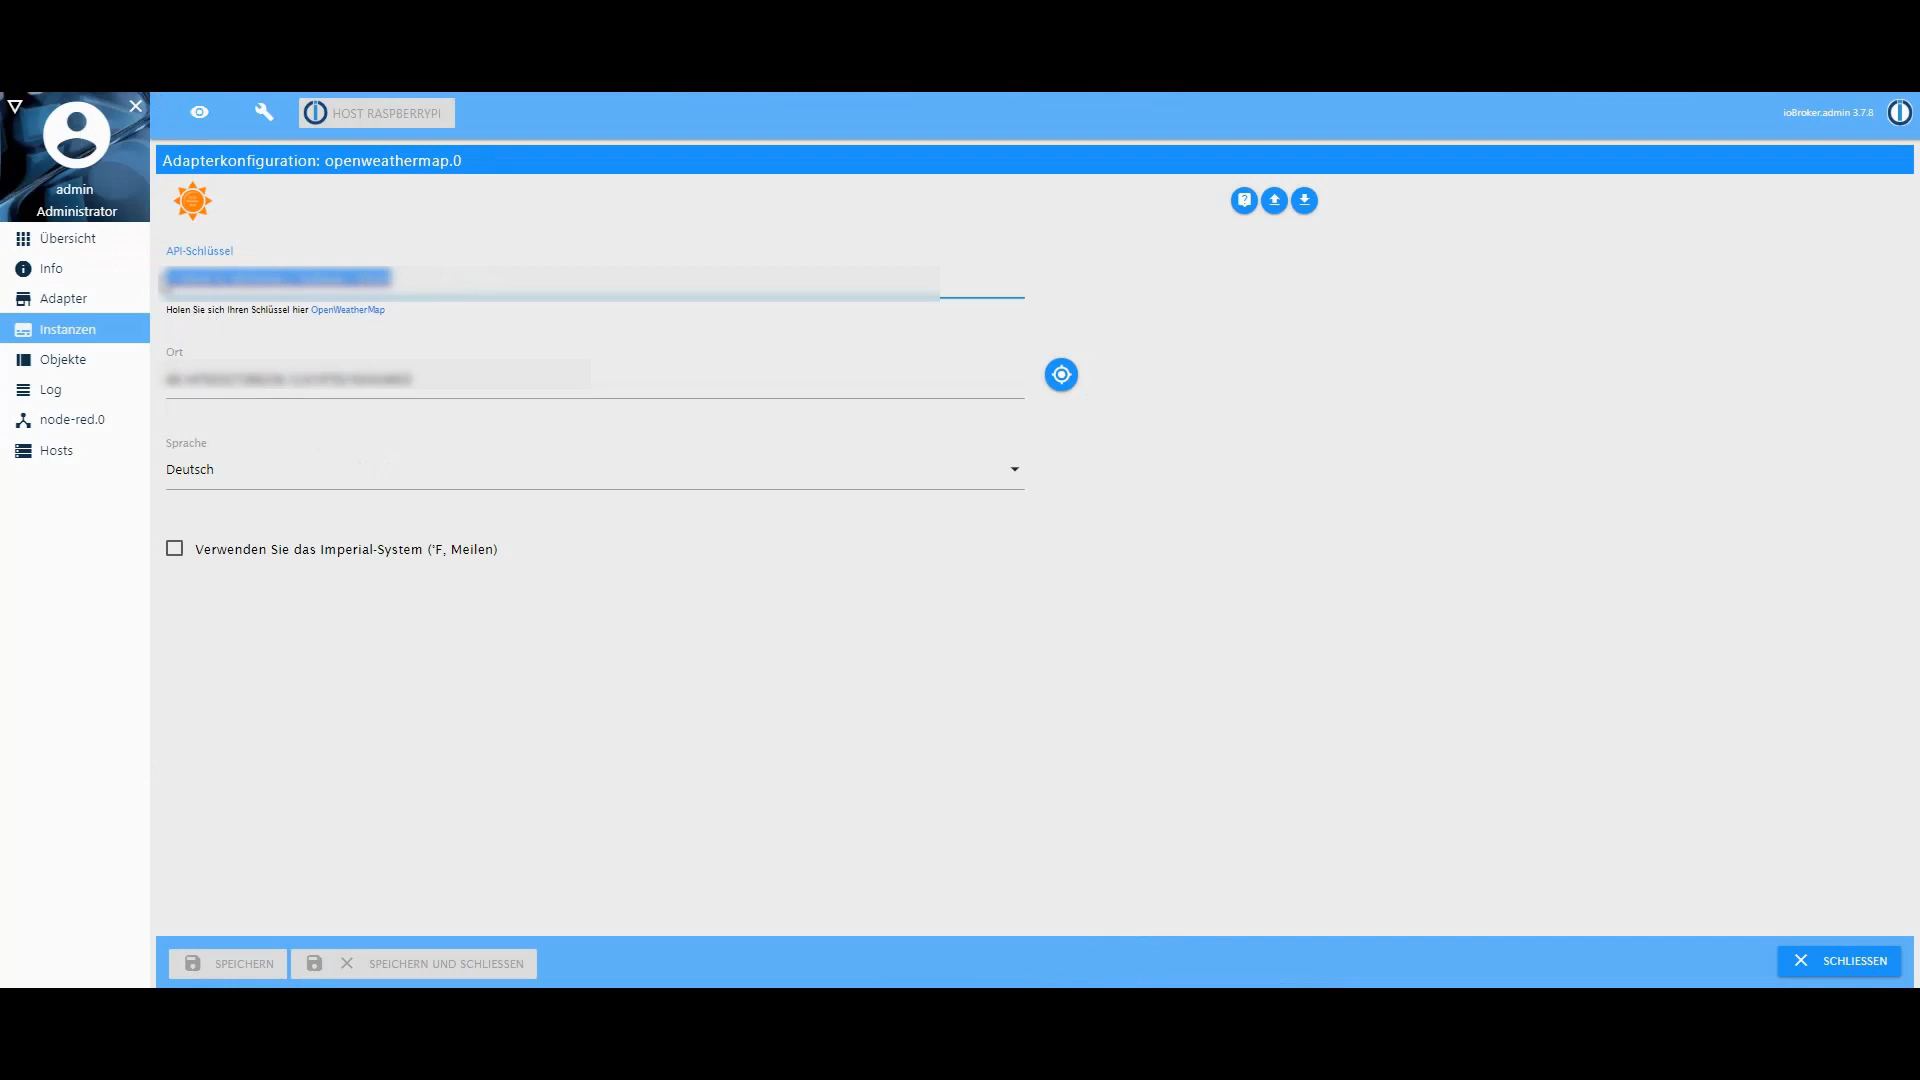 HOST RASPBERRYPI
ioBroker.admin 3.7.8
admin
Administrator
Übersicht
Info
Adapter
Instanzen
Objekte
Log
node-red.0
Hosts
Adapterkonfiguration: openweathermap.0
API-Schlüssel
Holen Sie sich Ihren Schlüssel hier OpenWeatherMap
Ort
Sprache
Deutsch
Verwenden Sie das Imperial-System (°F, Meilen)
SPEICHERN
SPEICHERN UND SCHLIESSEN
SCHLIESSEN